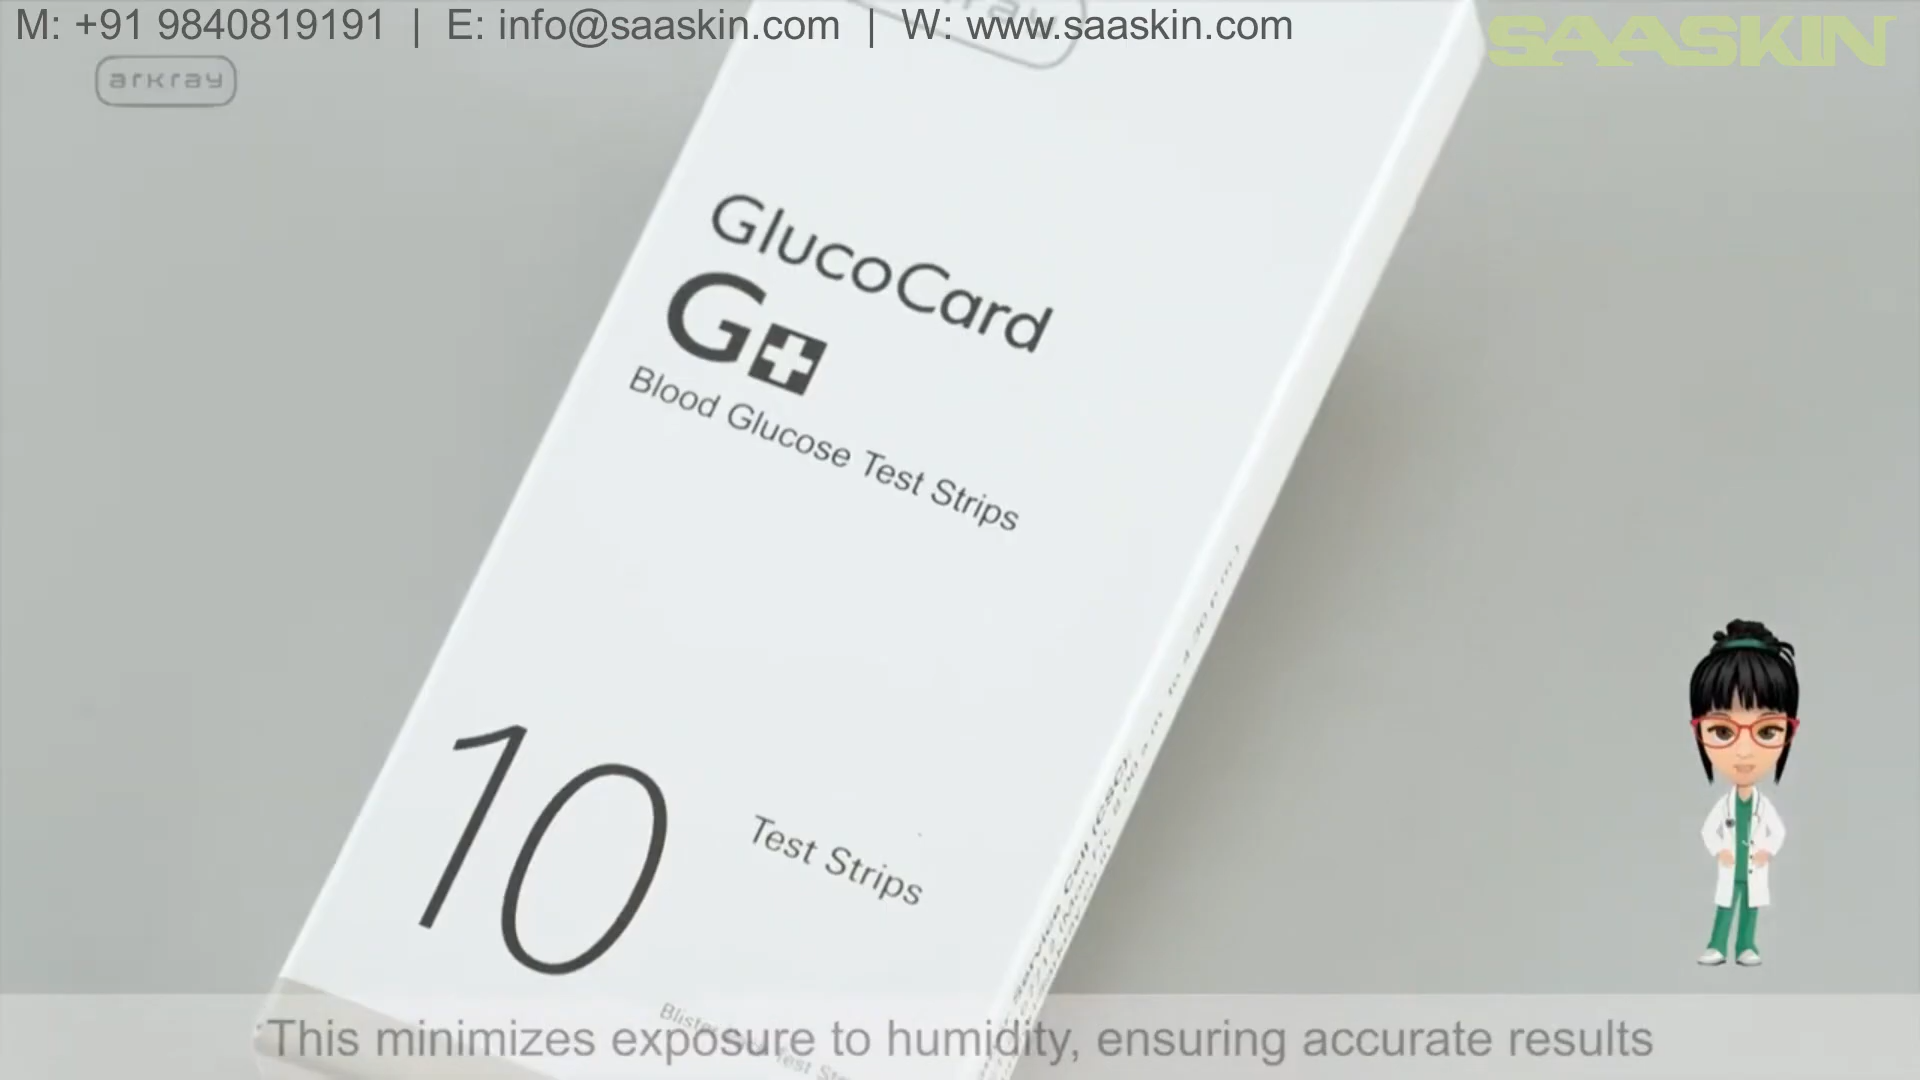 M: +91 9840819191 | E: info@saaskin.com | W: www.saaskin.com
SAASKIN
arkray
GlucoCard
G+
Blood Glucose Test Strips
10
Test Strips
This minimizes exposure to humidity, ensuring accurate results